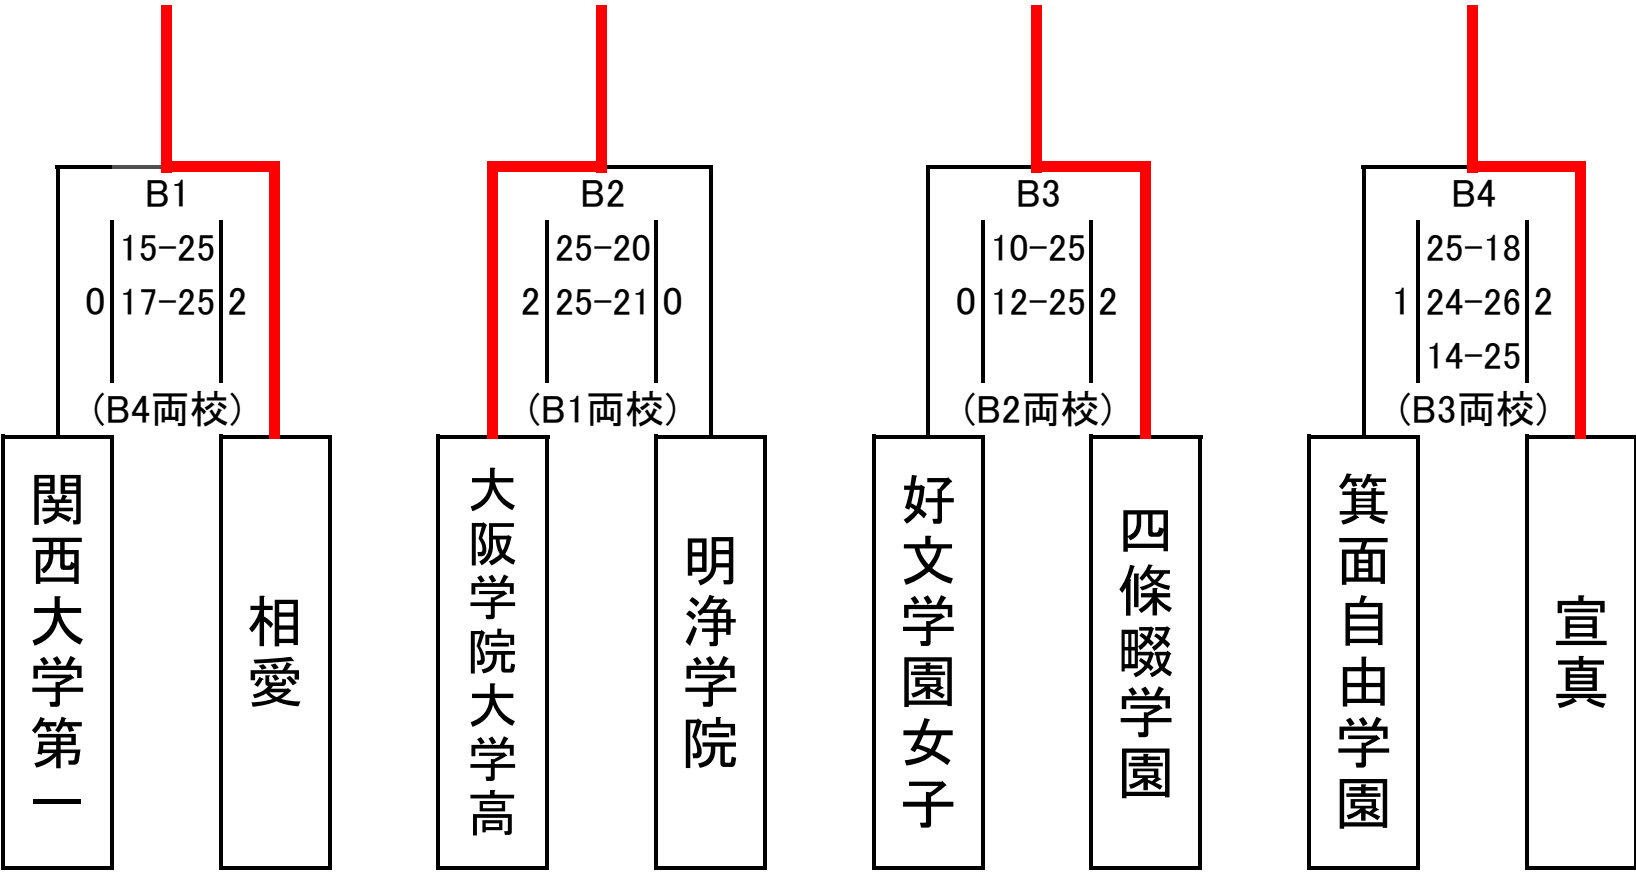 B1
15-25
0 17-25 2
(B4両校)
関西大学第一
相愛
B2
25-20
2 25-21 0
(B1両校)
大阪学院大学高
明浄学院
B3
10-25
0 12-25 2
(B2両校)
好文学園女子
四條畷学園
B4
25-18
1 24-26 2
14-25
(B3両校)
箕面自由学園
宣真